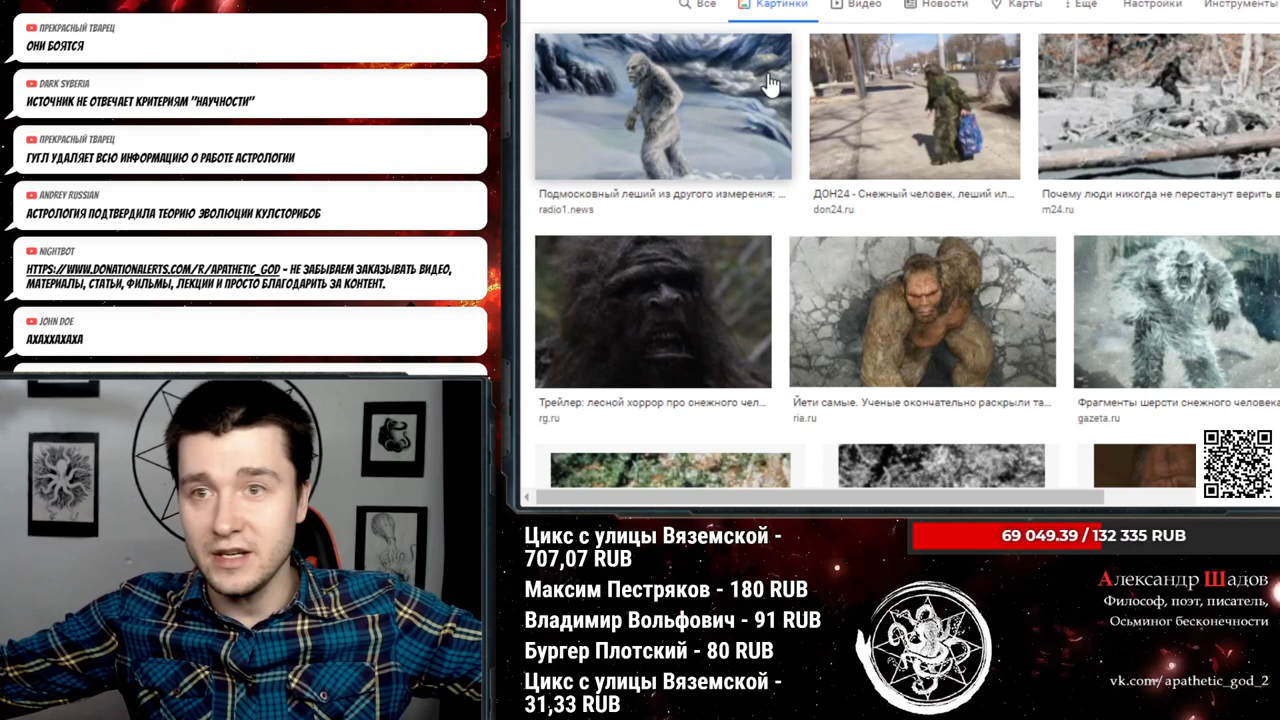 ПРЕКРАСНЫЙ ТВАРЕЦ
ОНИ БОЯТСЯ
DARK SYBERIA
ИСТОЧНИК НЕ ОТВЕЧАЕТ КРИТЕРИЯМ "НАУЧНОСТИ"
ПРЕКРАСНЫЙ ТВАРЕЦ
ГУГЛ УДАЛЯЕТ ВСЮ ИНФОРМАЦИЮ О РАБОТЕ АСТРОЛОГИИ
ANDREY RUSSIAN
АСТРОЛОГИЯ ПОДТВЕРДИЛА ТЕОРИЮ ЭВОЛЮЦИИ КУЛСТОРИБОБ
NIGHTBOT
HTTPS://WWW.DONATIONALERTS.COM/R/APATHETIC_GOD - НЕ ЗАБЫВАЕМ ЗАКАЗЫВАТЬ ВИДЕО,
МАТЕРИАЛЫ, СТАТЬИ, ФИЛЬМЫ, ЛЕКЦИИ И ПРОСТО БЛАГОДАРИТЬ ЗА КОНТЕНТ.
JOHN DOE
АХАХХАХАХА
Все Картинки Видео Новости Карты Ещё Настройки Инструменты
Подмосковный леший из другого измерения: ...
radio1.news
ДОН24 - Снежный человек, леший ил...
don24.ru
Почему люди никогда не перестанут верить в
m24.ru
Трейлер: лесной хоррор про снежного чел...
rg.ru
Йети самые. Ученые окончательно раскрыли та...
ria.ru
Фрагменты шерсти снежного человека
gazeta.ru
Цикс с улицы Вяземской -
707,07 RUB
Максим Пестряков - 180 RUB
Владимир Вольфович - 91 RUB
Бургер Плотский - 80 RUB
Цикс с улицы Вяземской -
31,33 RUB
69 049.39 / 132 335 RUB
Александр Шадов
Философ, поэт, писатель,
Осьминог бесконечности
vk.com/apathetic_god_2